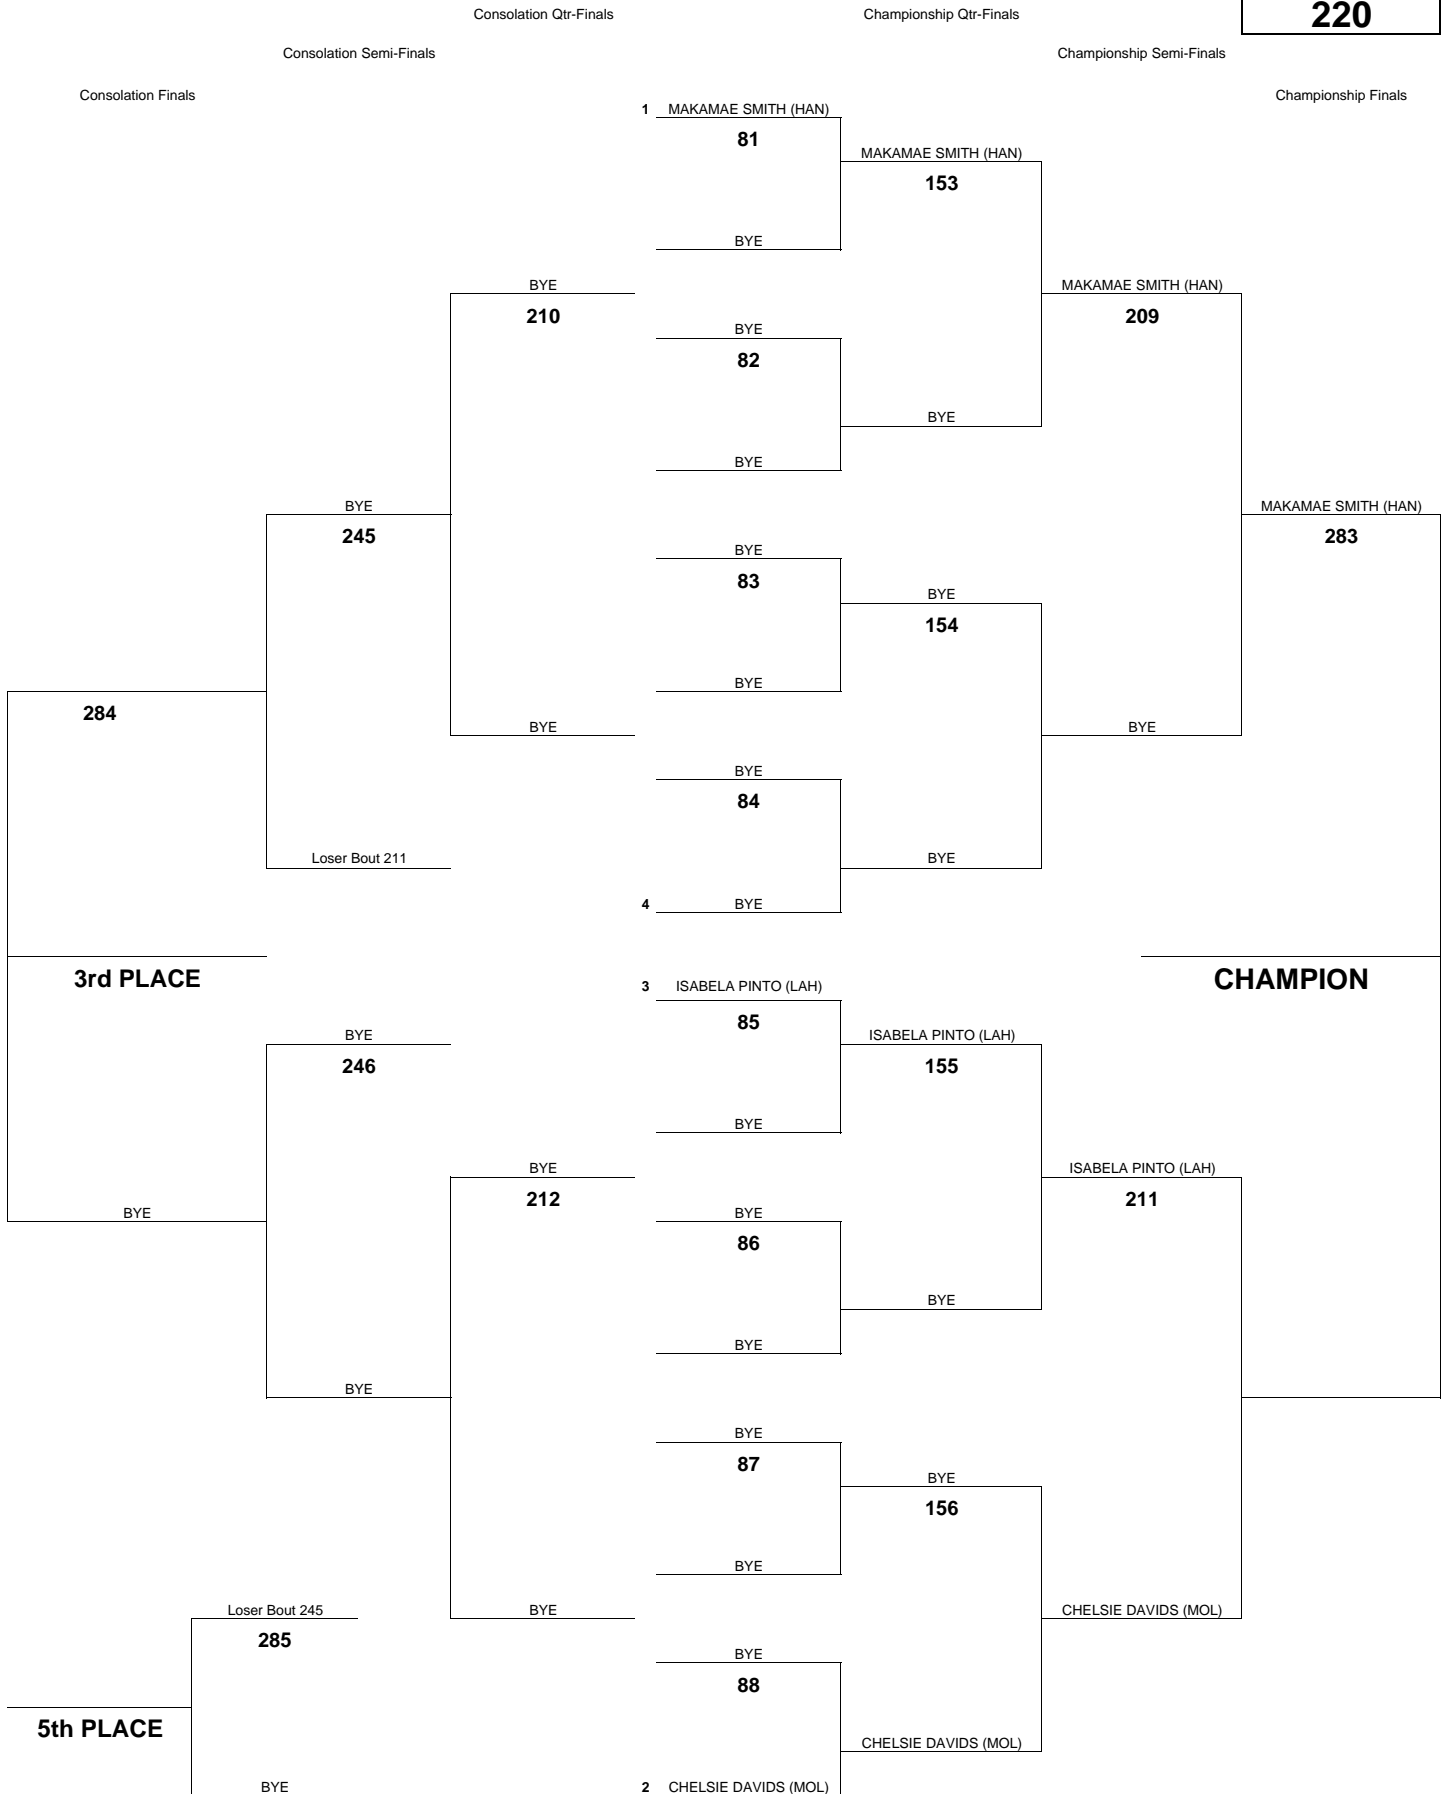 Consolation Qtr-Finals
Championship Qtr-Finals
220
Consolation Semi-Finals
Championship Semi-Finals
Consolation Finals
Championship Finals
1 MAKAMAE SMITH (HAN)
81
MAKAMAE SMITH (HAN)
153
BYE
BYE
MAKAMAE SMITH (HAN)
210
209
BYE
82
BYE
BYE
BYE
MAKAMAE SMITH (HAN)
245
283
BYE
83
BYE
154
BYE
284
BYE
BYE
BYE
84
Loser Bout 211
BYE
4 BYE
3rd PLACE
CHAMPION
3 ISABELA PINTO (LAH)
85
BYE
ISABELA PINTO (LAH)
246
155
BYE
BYE
ISABELA PINTO (LAH)
212
211
BYE
BYE
86
BYE
BYE
BYE
BYE
87
BYE
156
BYE
Loser Bout 245
BYE
CHELSIE DAVIDS (MOL)
285
BYE
88
5th PLACE
CHELSIE DAVIDS (MOL)
BYE
2 CHELSIE DAVIDS (MOL)